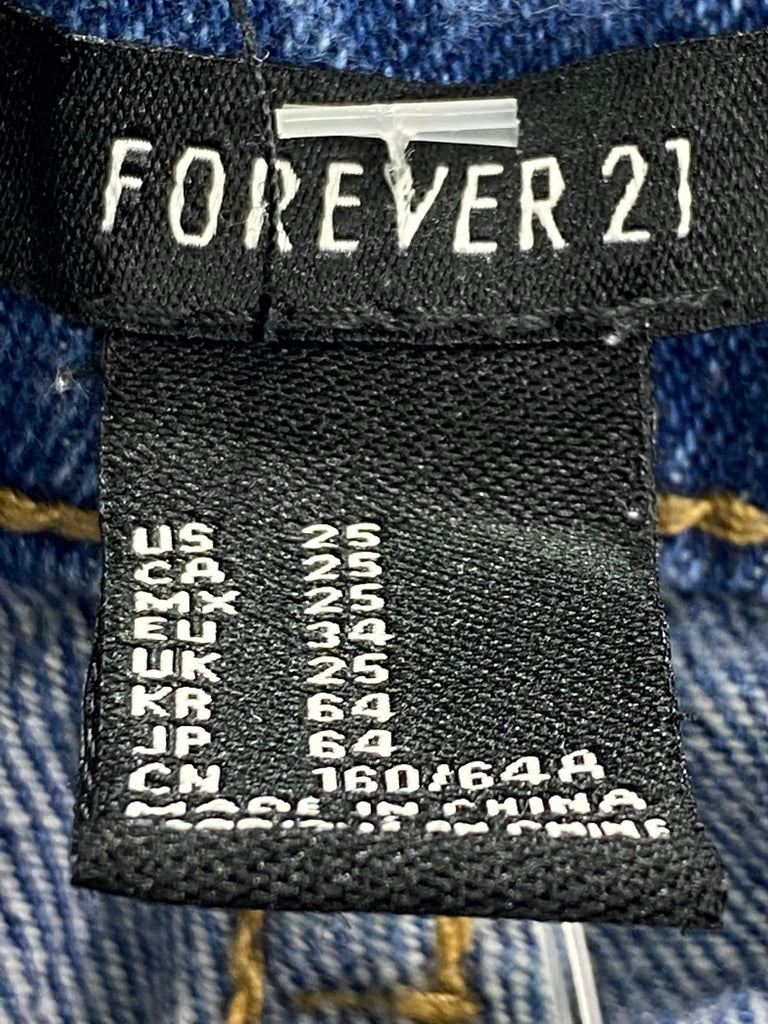 FOREVER 21
US 25
CA 25
MX 25
EU 34
UK 25
KR 64
JP 64
CN 160/64A
MADE IN CHINA